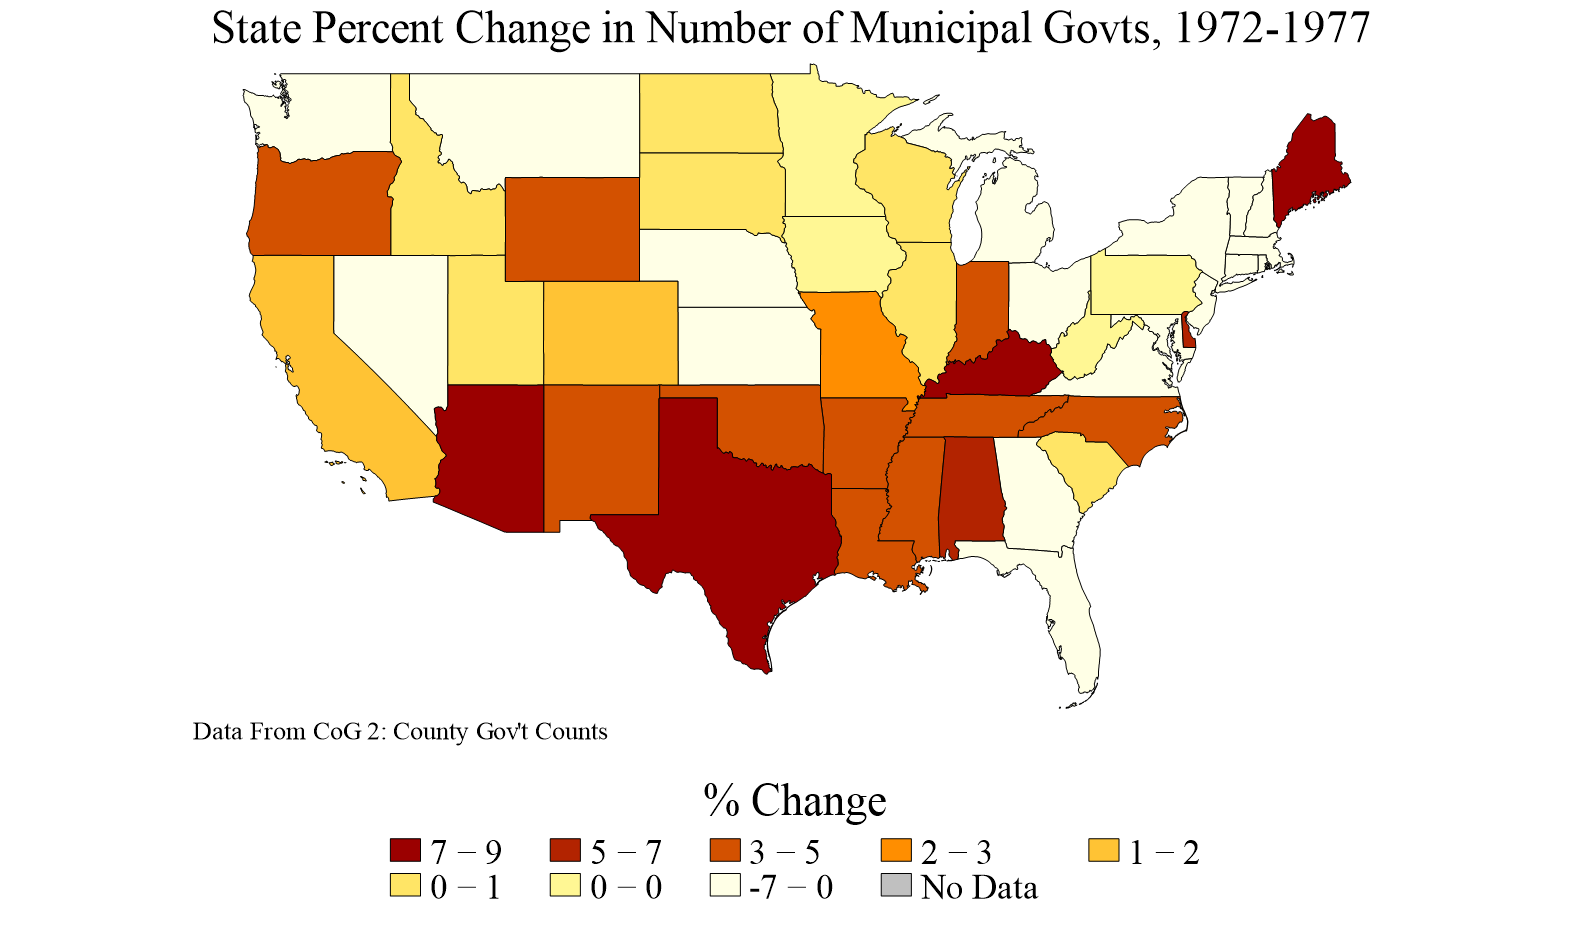 State Percent Change in Number of Municipal Govts, 1972-1977
Data From CoG 2: County Gov't Counts
% Change
7 − 9 5 − 7 3 − 5 2 − 3 1 − 2
0 − 1 0 − 0 -7 − 0 No Data